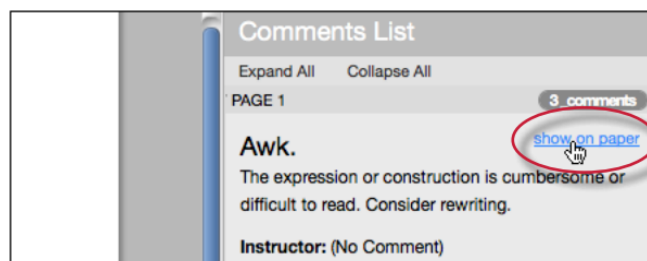 Comments List
Expand All Collapse All
PAGE 1 3 comments
Awk. show on paper
The expression or construction is cumbersome or
difficult to read. Consider rewriting.
Instructor: (No Comment)